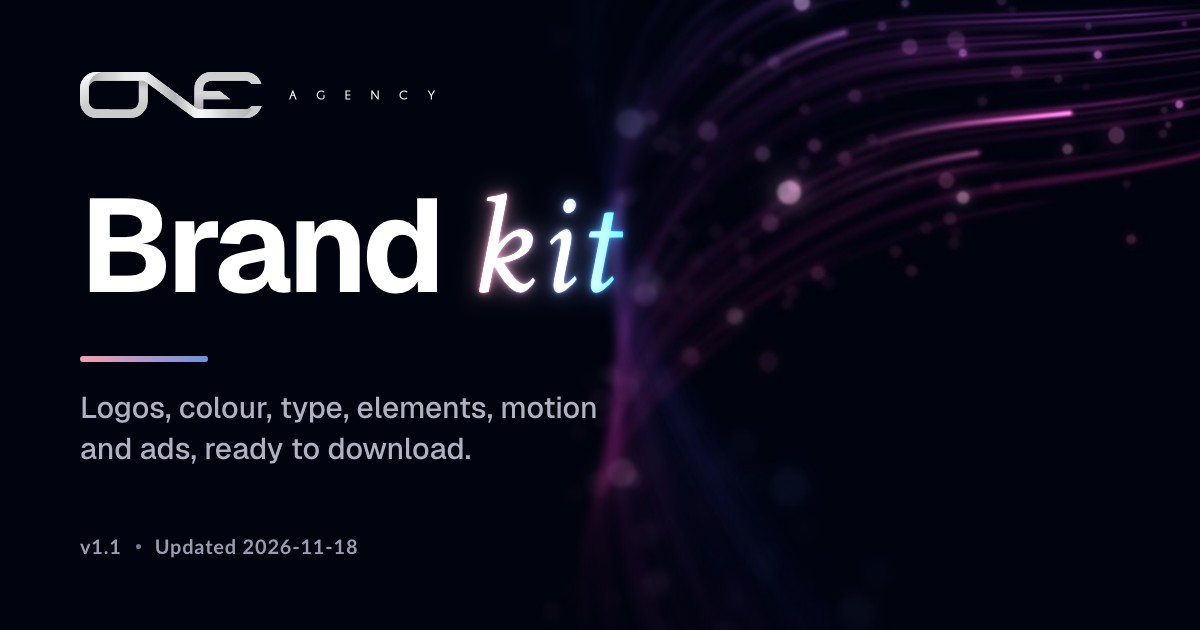 ONE AGENCY
Brand kit
Logos, colour, type, elements, motion
and ads, ready to download.
v1.1 • Updated 2026-11-18